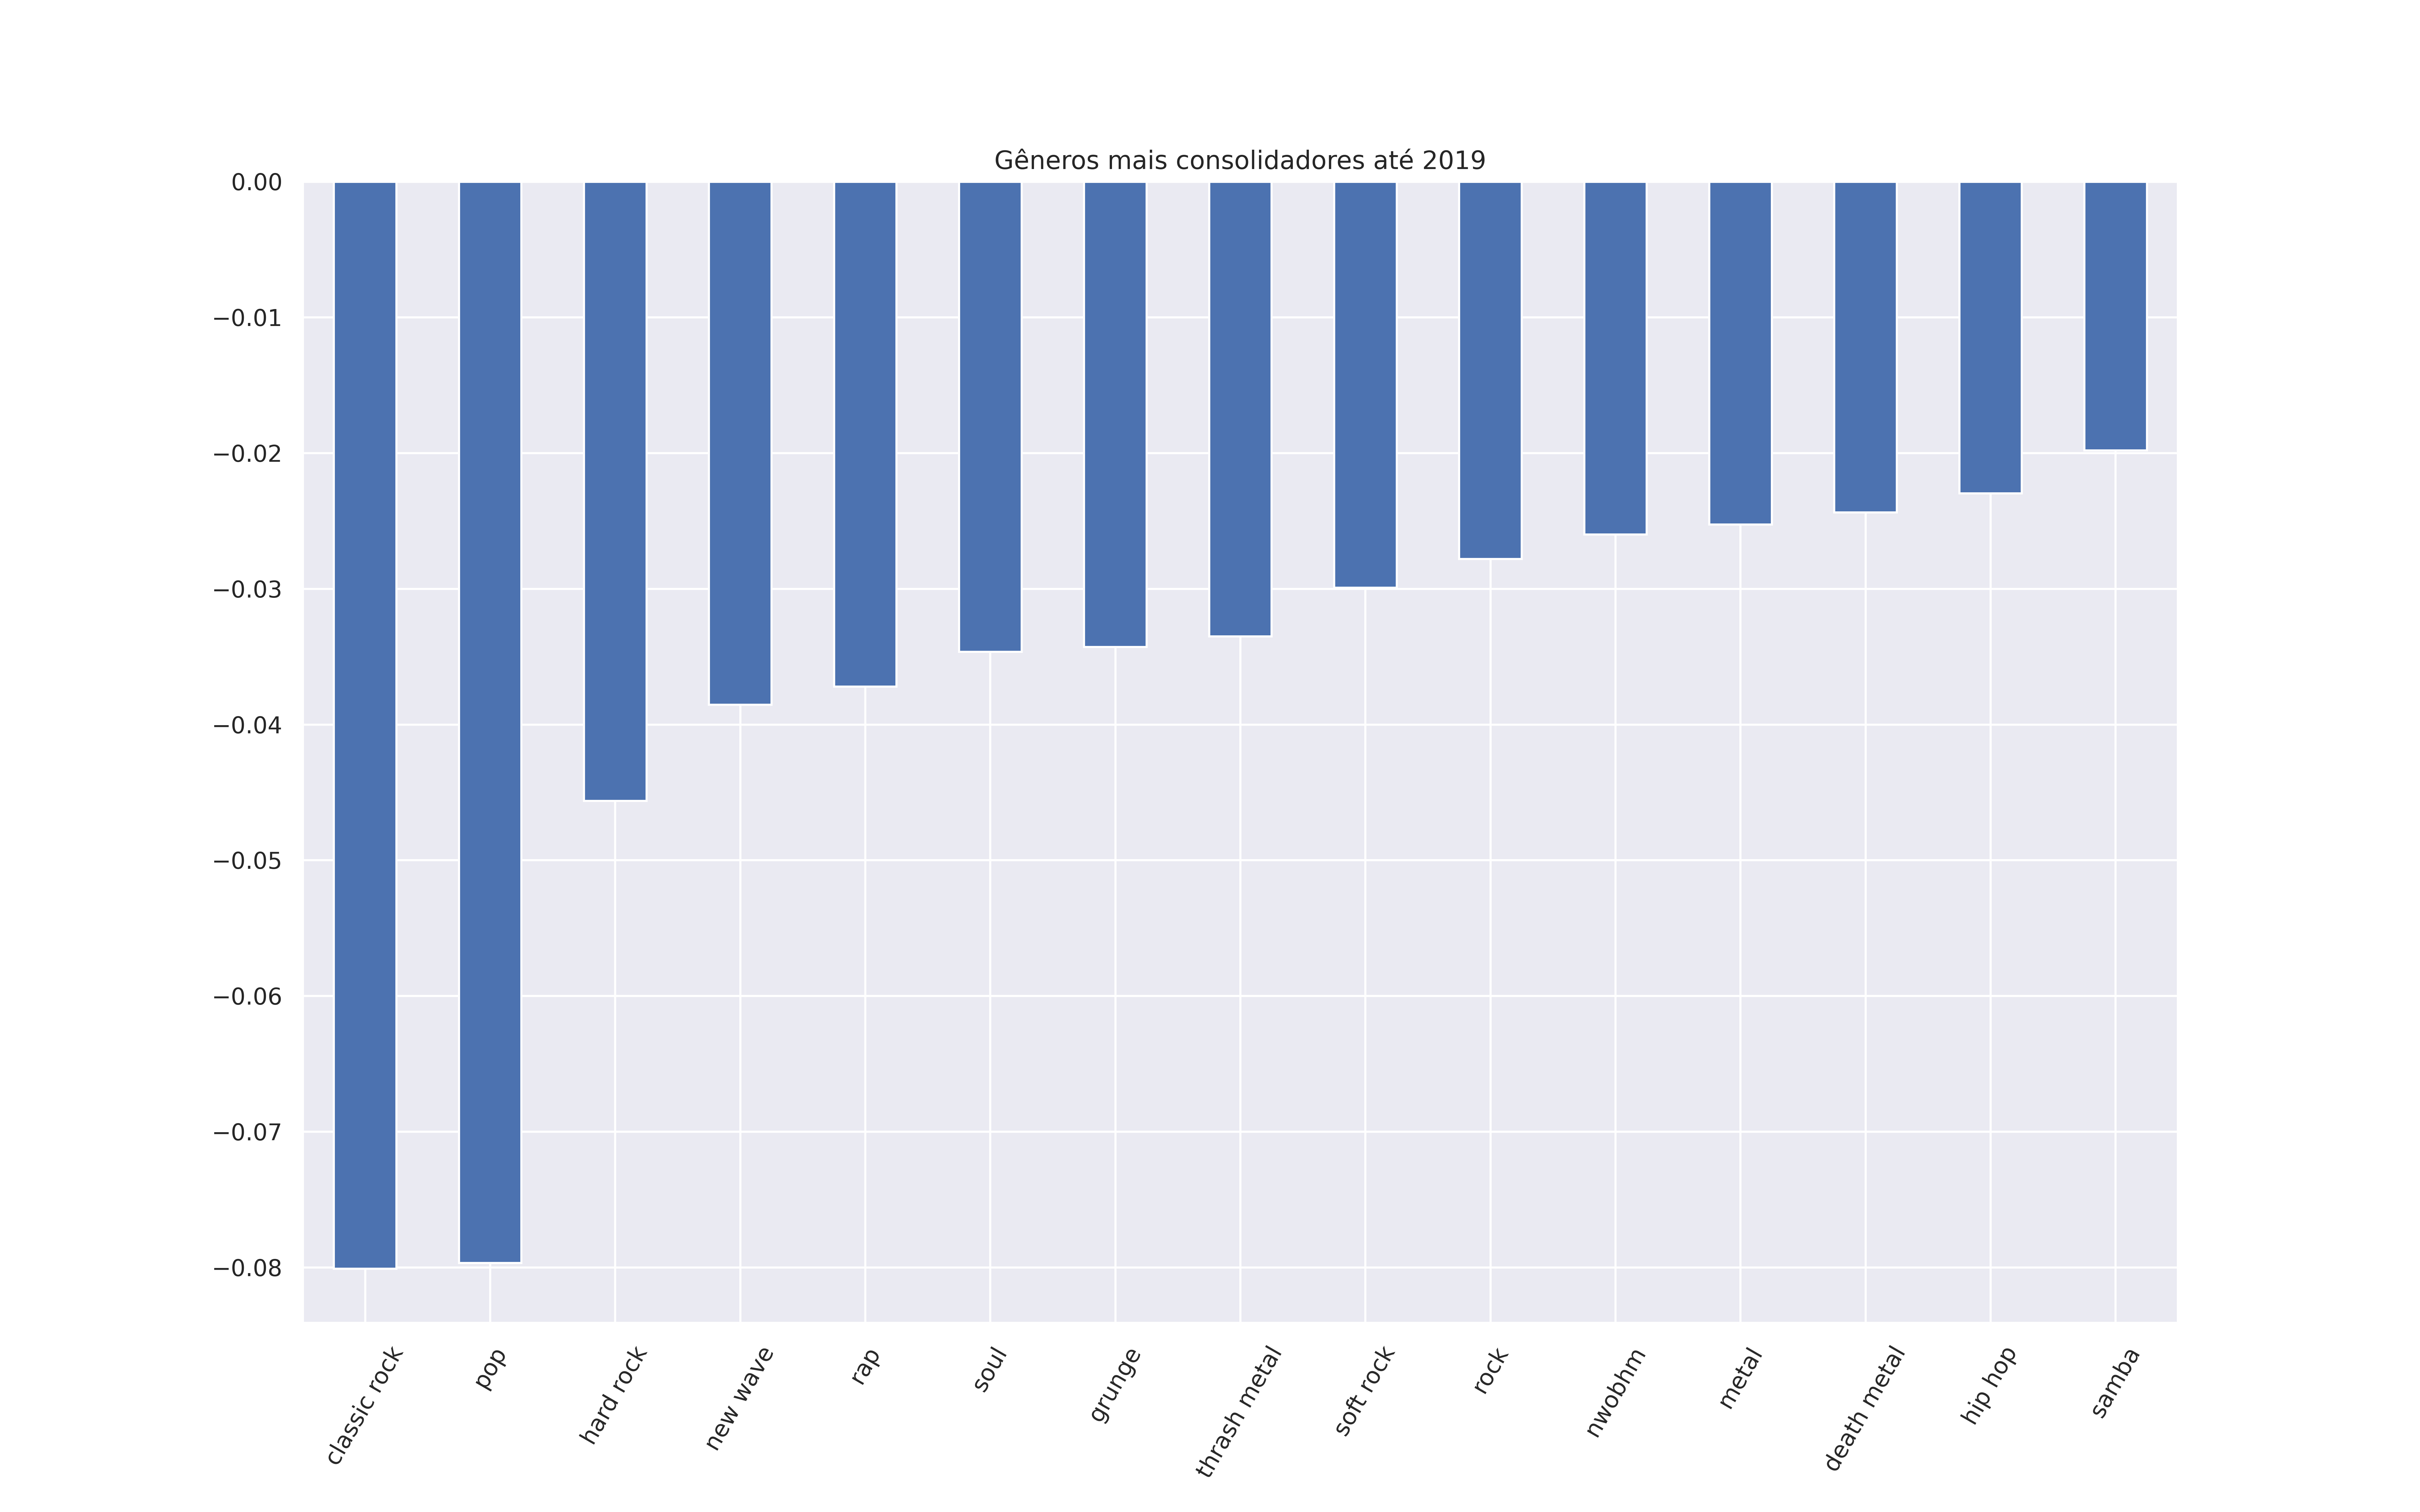 Gêneros mais consolidadores até 2019
0.00
−0.01
−0.02
−0.03
−0.04
−0.05
−0.06
−0.07
−0.08
classic rock
pop
hard rock
new wave
rap
soul
grunge
thrash metal
soft rock
rock
nwobhm
metal
death metal
hip hop
samba